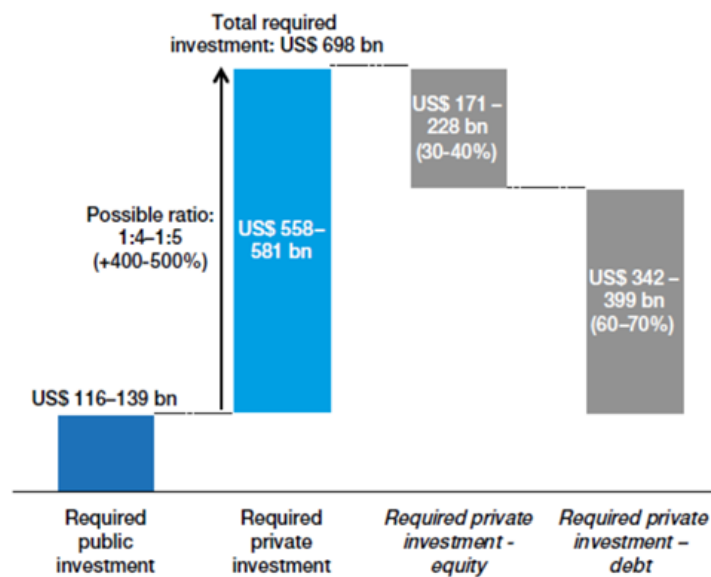 Total required
investment: US$ 698 bn
US$ 171 –
228 bn
(30-40%)
Possible ratio:
1:4–1:5
(+400-500%)
US$ 558–
581 bn
US$ 342 –
399 bn
(60–70%)
US$ 116–139 bn
Required
public
investment
Required
private
investment
Required private
investment -
equity
Required private
investment –
debt